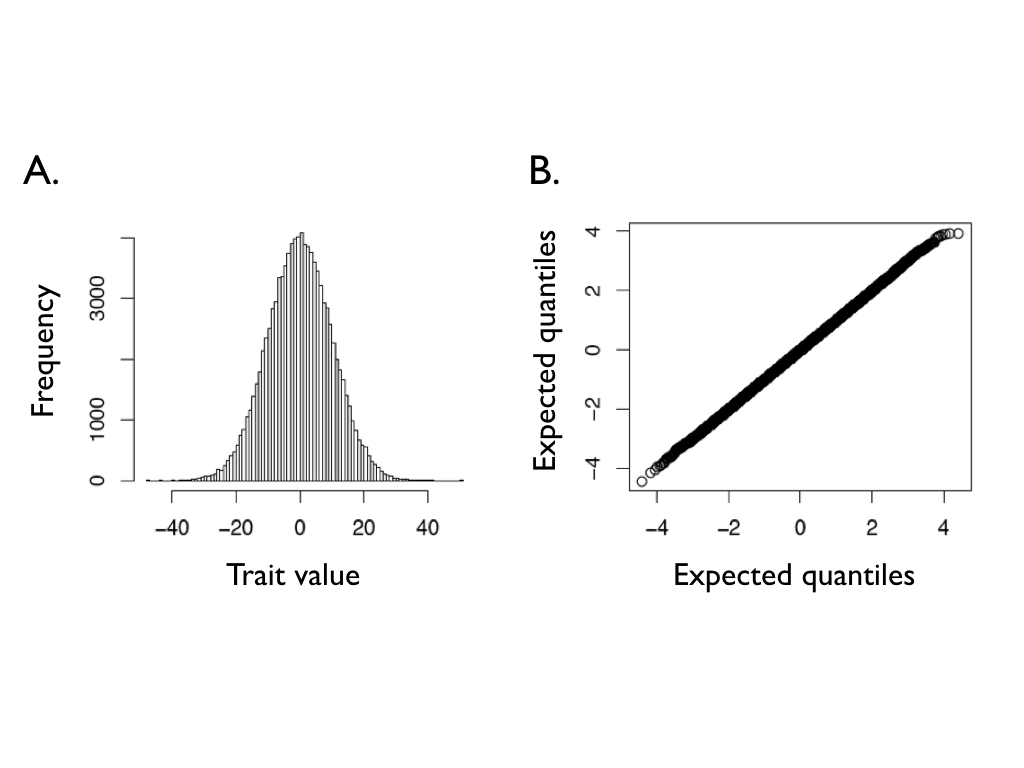 A.
Frequency
0
1000
3000
−40 −20 0 20 40
Trait value
B.
Expected quantiles
−4
−2
0
2
4
−4 −2 0 2 4
Expected quantiles